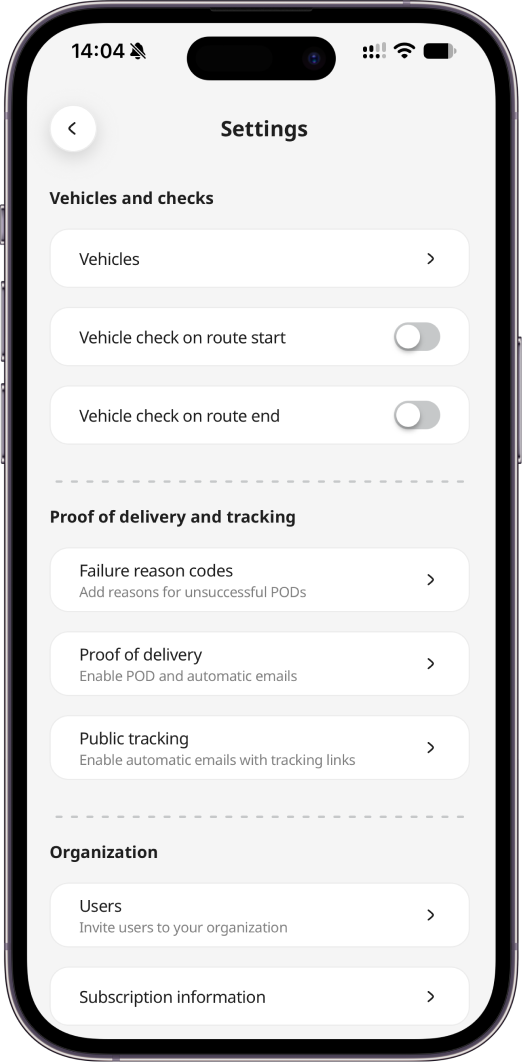 14:04
Settings
Vehicles and checks
Vehicles
Vehicle check on route start
Vehicle check on route end
Proof of delivery and tracking
Failure reason codes
Add reasons for unsuccessful PODs
Proof of delivery
Enable POD and automatic emails
Public tracking
Enable automatic emails with tracking links
Organization
Users
Invite users to your organization
Subscription information